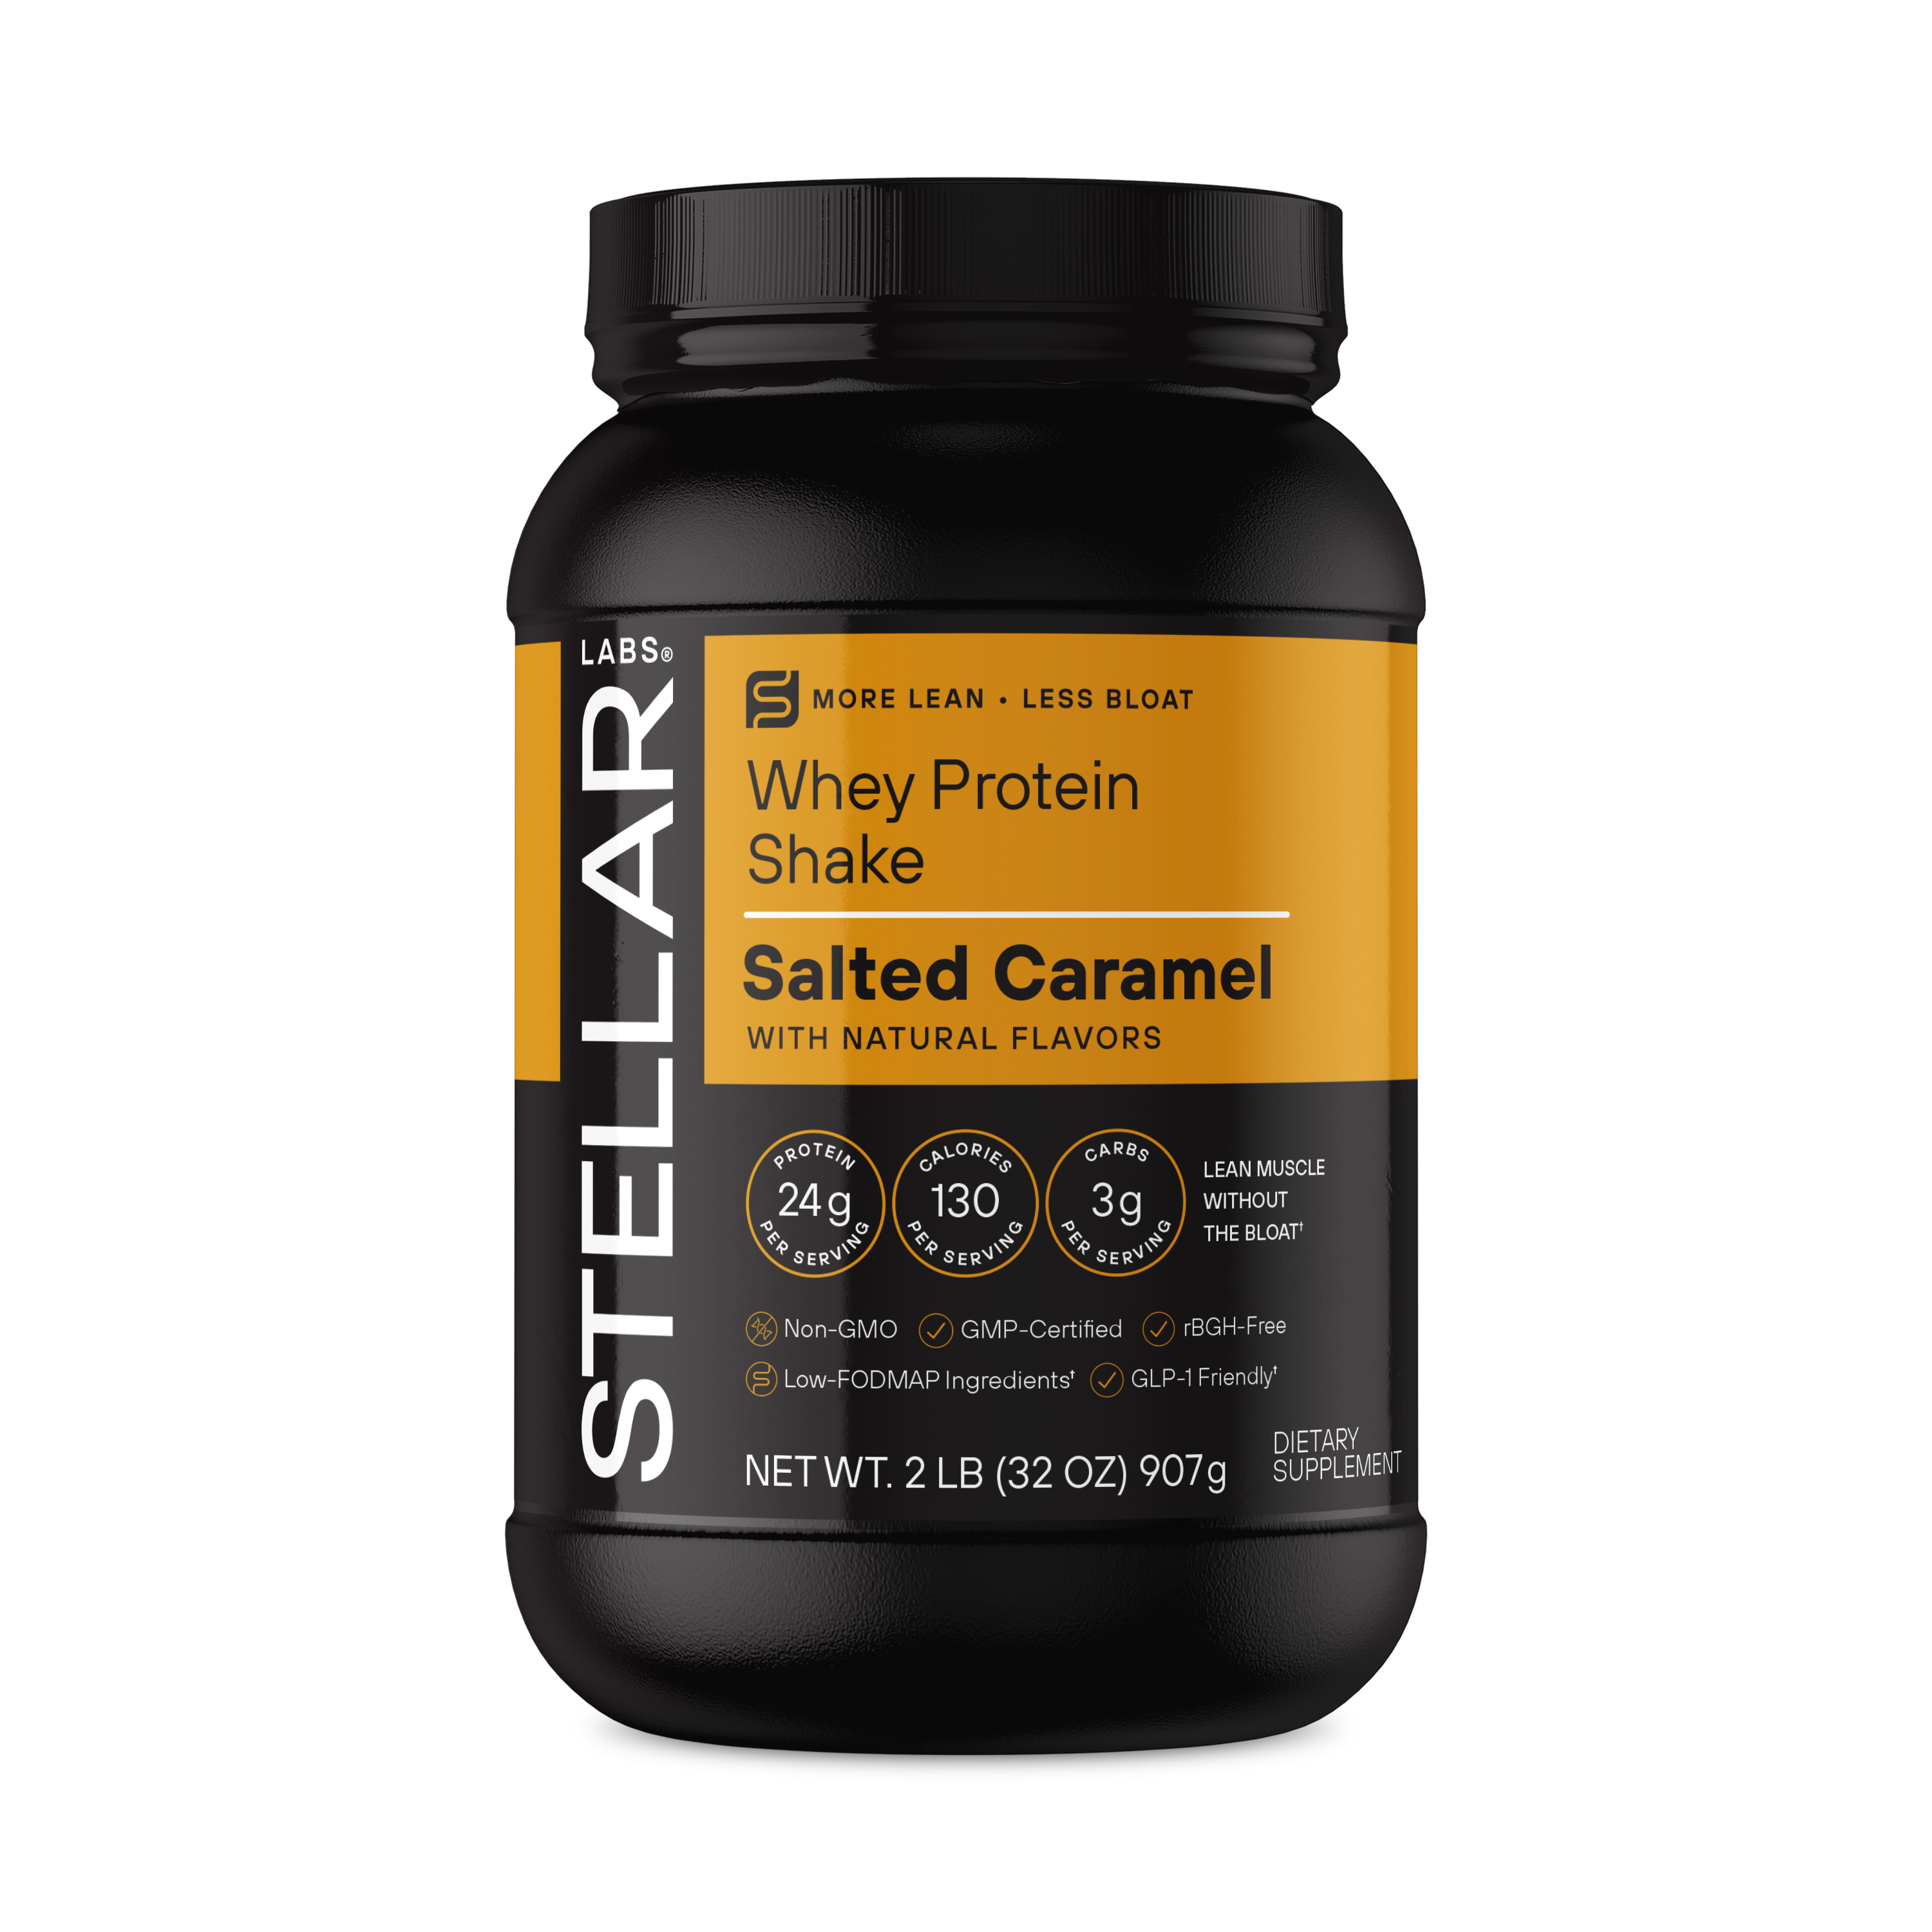 LABS®
STELLAR
MORE LEAN • LESS BLOAT
Whey Protein
Shake
Salted Caramel
WITH NATURAL FLAVORS
PROTEIN
24g
PER SERVING
CALORIES
130
PER SERVING
CARBS
3g
PER SERVING
LEAN MUSCLE
WITHOUT
THE BLOAT†
Non-GMO
GMP-Certified
rBGH-Free
Low-FODMAP Ingredients†
GLP-1 Friendly†
NET WT. 2 LB (32 OZ) 907g
DIETARY
SUPPLEMENT